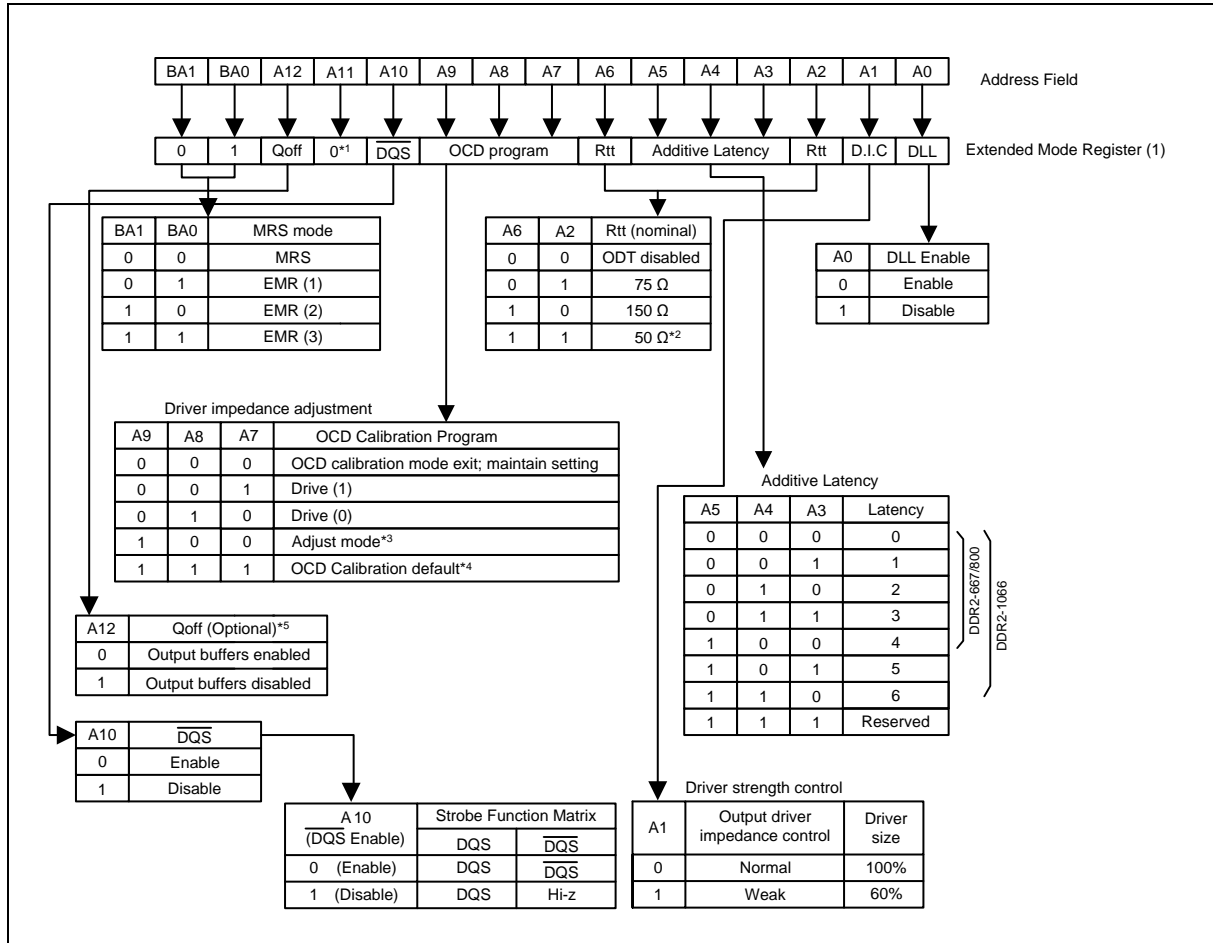 BA1 BA0 A12 A11 A10 A9 A8 A7 A6 A5 A4 A3 A2 A1 A0 Address Field
0 1 Qoff 0*1 DQS OCD program Rtt Additive Latency Rtt D.I.C DLL Extended Mode Register (1)
BA1 BA0 MRS mode
0 0 MRS
0 1 EMR (1)
1 0 EMR (2)
1 1 EMR (3)
A6 A2 Rtt (nominal)
0 0 ODT disabled
0 1 75 Ω
1 0 150 Ω
1 1 50 Ω*2
A0 DLL Enable
0 Enable
1 Disable
Driver impedance adjustment
A9 A8 A7 OCD Calibration Program
0 0 0 OCD calibration mode exit; maintain setting
0 0 1 Drive (1)
0 1 0 Drive (0)
1 0 0 Adjust mode*3
1 1 1 OCD Calibration default*4
Additive Latency
A5 A4 A3 Latency
0 0 0 0
0 0 1 1
0 1 0 2
0 1 1 3
1 0 0 4
1 0 1 5
1 1 0 6
1 1 1 Reserved
DDR2-667/800
DDR2-1066
A12 Qoff (Optional)*5
0 Output buffers enabled
1 Output buffers disabled
A10 DQS
0 Enable
1 Disable
A 10 (DQS Enable) Strobe Function Matrix
DQS DQS
0 (Enable) DQS DQS
1 (Disable) DQS Hi-z
Driver strength control
A1 Output driver impedance control Driver size
0 Normal 100%
1 Weak 60%